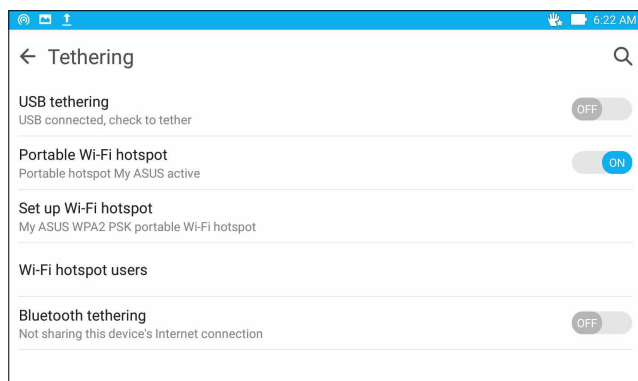 6:22 AM
Tethering
USB tethering
USB connected, check to tether
OFF
Portable Wi-Fi hotspot
Portable hotspot My ASUS active
ON
Set up Wi-Fi hotspot
My ASUS WPA2 PSK portable Wi-Fi hotspot
Wi-Fi hotspot users
Bluetooth tethering
Not sharing this device's Internet connection
OFF